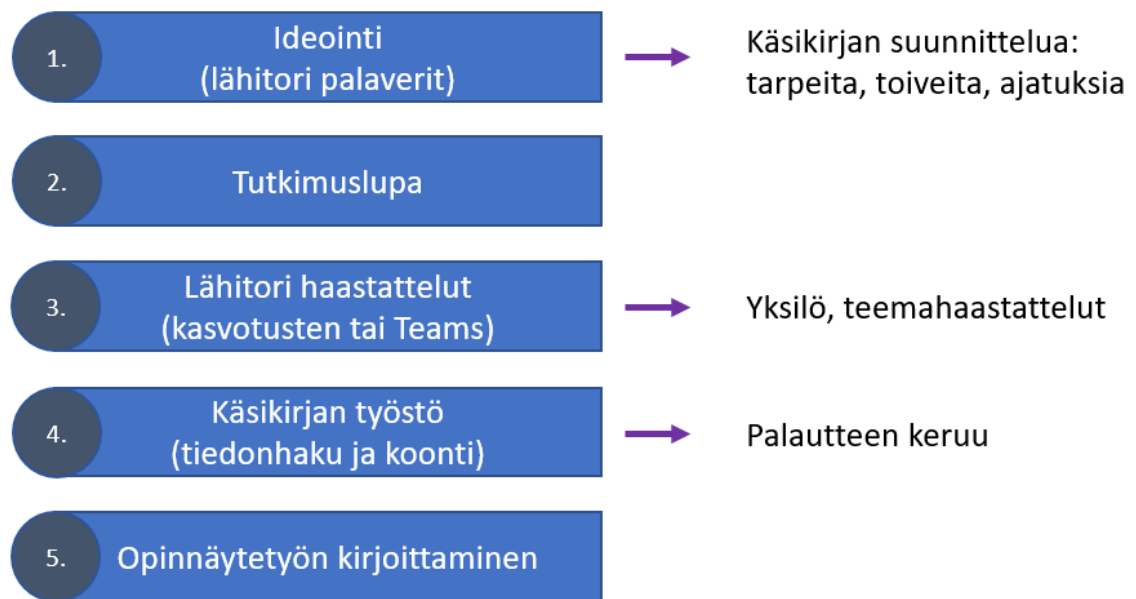 1.
Ideointi
(lähitori palaverit)
Käsikirjan suunnittelua:
tarpeita, toiveita, ajatuksia
2.
Tutkimuslupa
3.
Lähitori haastattelut
(kasvotusten tai Teams)
Yksilö, teemahaastattelut
4.
Käsikirjan työstö
(tiedonhaku ja koonti)
Palautteen keruu
5.
Opinnäytetyön kirjoittaminen